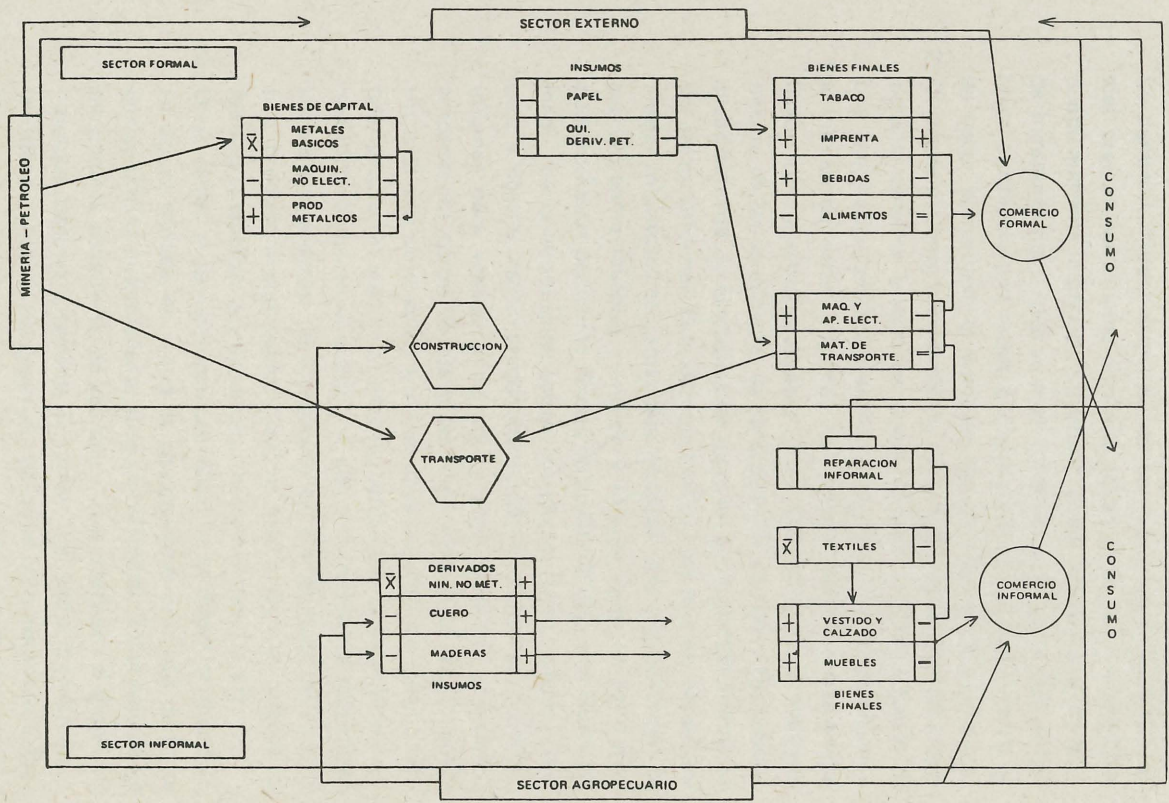 SECTOR EXTERNO
SECTOR FORMAL
MINERIA – PETROLEO
BIENES DE CAPITAL
X̄ METALES
BASICOS
– MAQUIN.
NO ELECT. –
+ PROD
METALICOS –
INSUMOS
– PAPEL
QUI.
DERIV. PET. –
BIENES FINALES
+ TABACO
+ IMPRENTA +
+ BEBIDAS –
– ALIMENTOS =
+ MAQ. Y
AP. ELECT. –
– MAT. DE
TRANSPORTE. =
COMERCIO
FORMAL
CONSUMO
CONSTRUCCION
TRANSPORTE
REPARACION
INFORMAL
X̄ TEXTILES –
+ VESTIDO Y
CALZADO –
+ MUEBLES –
BIENES
FINALES
COMERCIO
INFORMAL
CONSUMO
X̄ DERIVADOS
NIN. NO MET. +
– CUERO +
– MADERAS +
INSUMOS
SECTOR INFORMAL
SECTOR AGROPECUARIO